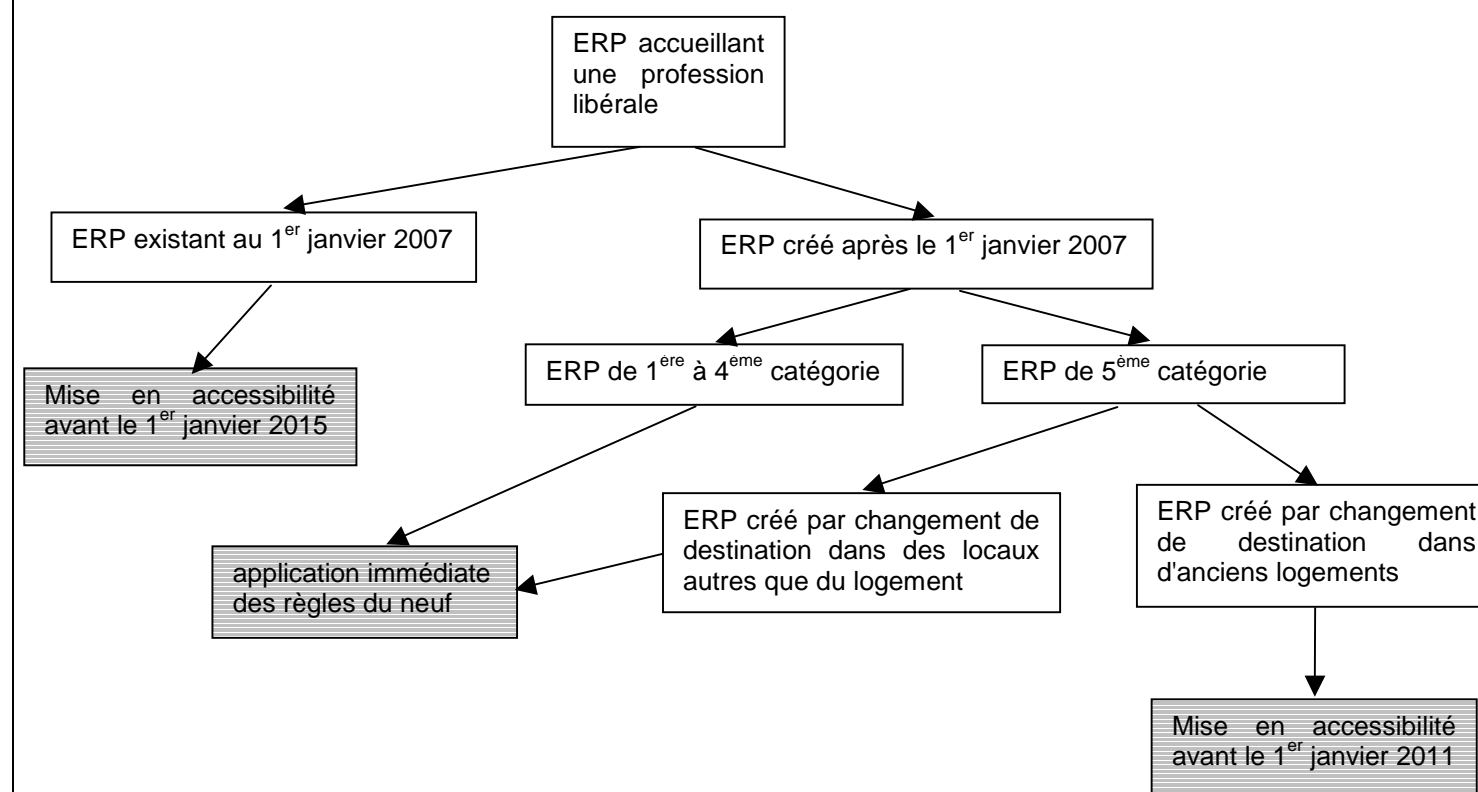 ERP accueillant
une profession
libérale
ERP existant au 1er janvier 2007
ERP créé après le 1er janvier 2007
Mise en accessibilité
avant le 1er janvier 2015
ERP de 1ère à 4ème catégorie
ERP de 5ème catégorie
application immédiate
des règles du neuf
ERP créé par changement de
destination dans des locaux
autres que du logement
ERP créé par changement
de destination dans
d'anciens logements
Mise en accessibilité
avant le 1er janvier 2011